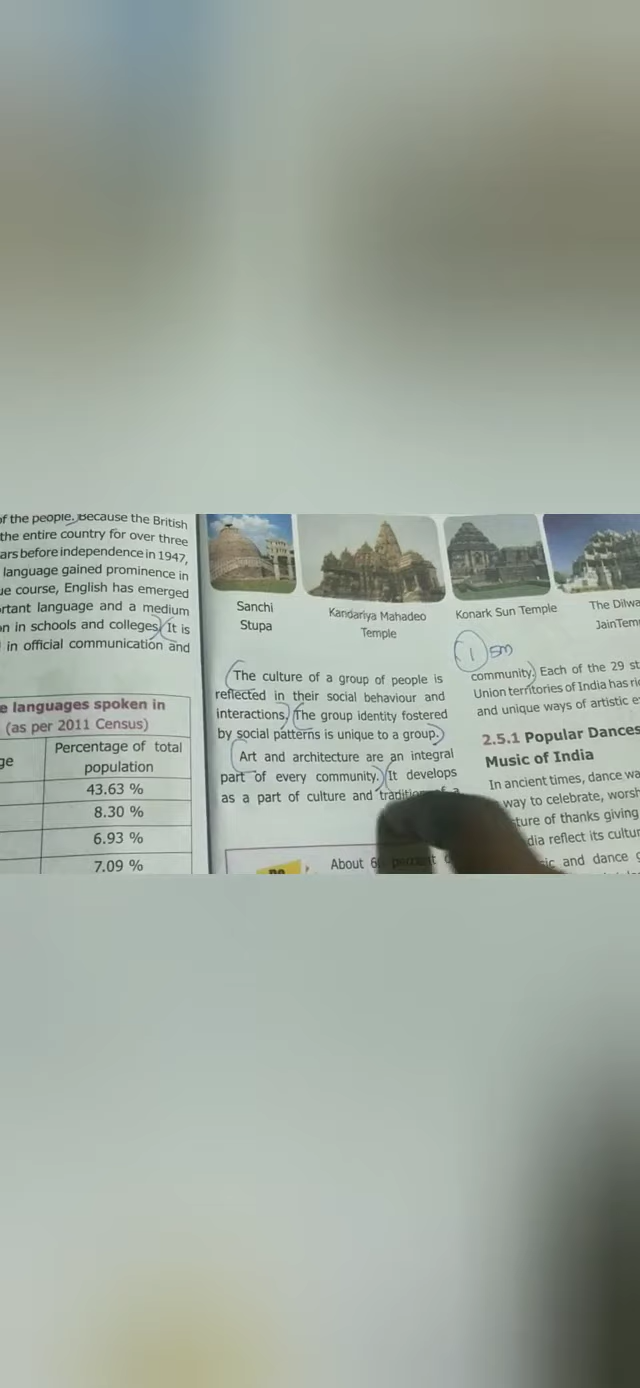 of the people. Because the British
the entire country for over three
ars before independence in 1947,
language gained prominence in
ue course, English has emerged
rtant language and a medium
n in schools and colleges. It is
in official communication and
e languages spoken in
(as per 2011 Census)
ge
Percentage of total
population
43.63 %
8.30 %
6.93 %
7.09 %
Sanchi
Stupa
Kandariya Mahadeo
Temple
Konark Sun Temple
The Dilwa
JainTem
The culture of a group of people is
reflected in their social behaviour and
interactions. The group identity fostered
by social patterns is unique to a group.
Art and architecture are an integral
part of every community. It develops
as a part of culture and tradition of a
About 6 percent
1 5m
community. Each of the 29 st
Union territories of India has ric
and unique ways of artistic e
2.5.1 Popular Dances
Music of India
In ancient times, dance wa
way to celebrate, worsh
ture of thanks giving
dia reflect its cultur
sic and dance g